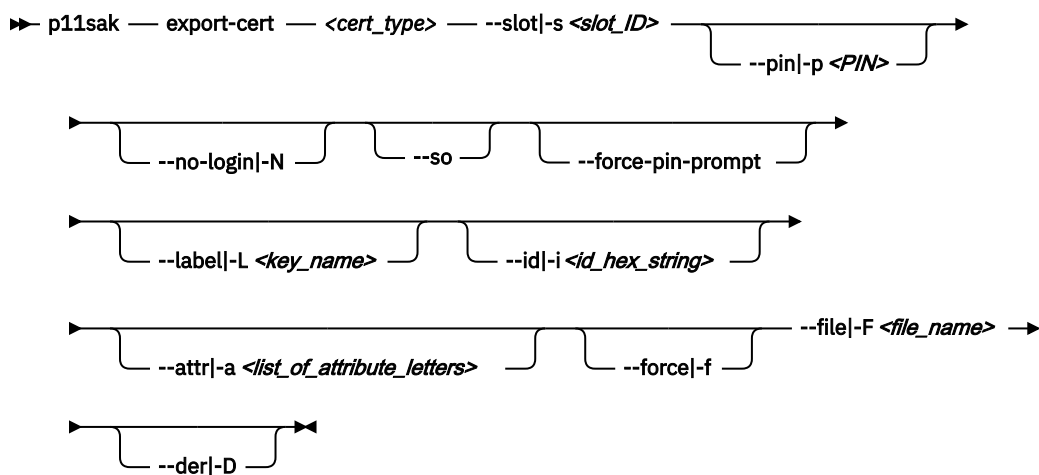 p11sak export-cert <cert_type> --slot|-s <slot_ID>
--pin|-p <PIN>
--no-login|-N --so --force-pin-prompt
--label|-L <key_name> --id|-i <id_hex_string>
--file|-F <file_name>
--attr|-a <list_of_attribute_letters> --force|-f
--der|-D